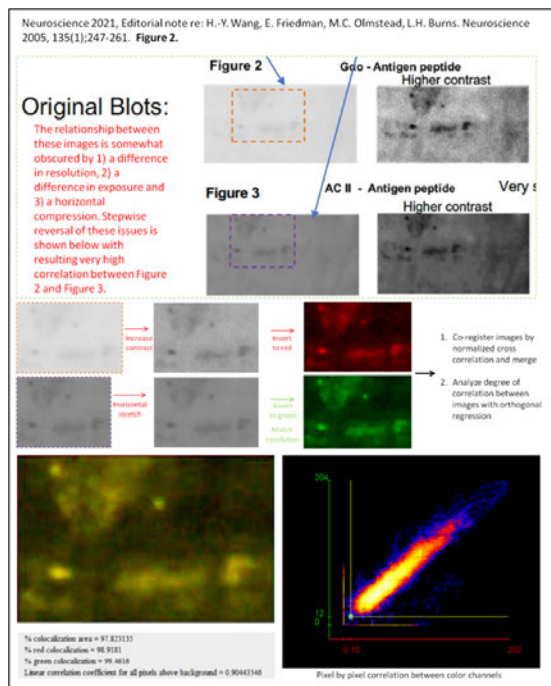 Neuroscience 2021, Editorial note re: H.-Y. Wang, E. Friedman, M.C. Olmstead, L.H. Burns. Neuroscience
2005, 135(1);247-261. Figure 2.
Figure 2
Gαo - Antigen peptide
Higher contrast
Original Blots:
The relationship between
these images is somewhat
obscured by 1) a difference
in resolution, 2) a
difference in exposure and
3) a horizontal
compression. Stepwise
reversal of these issues is
shown below with
resulting very high
correlation between Figure
2 and Figure 3.
Figure 3
AC II - Antigen peptide
Very s
Higher contrast
Increase
contrast
Invert
to red
Horizontal
stretch
Invert
to green
Match
resolution
1. Co-register images by
normalized cross
correlation and merge
2. Analyze degree of
correlation between
images with orthogonal
regression
204
12
0.10
202
% colocalization area = 97.823135
% red colocalization = 98.9181
% green colocalization = 99.4616
Linear correlation coefficient for all pixels above background = 0.90443546
Pixel by pixel correlation between color channels